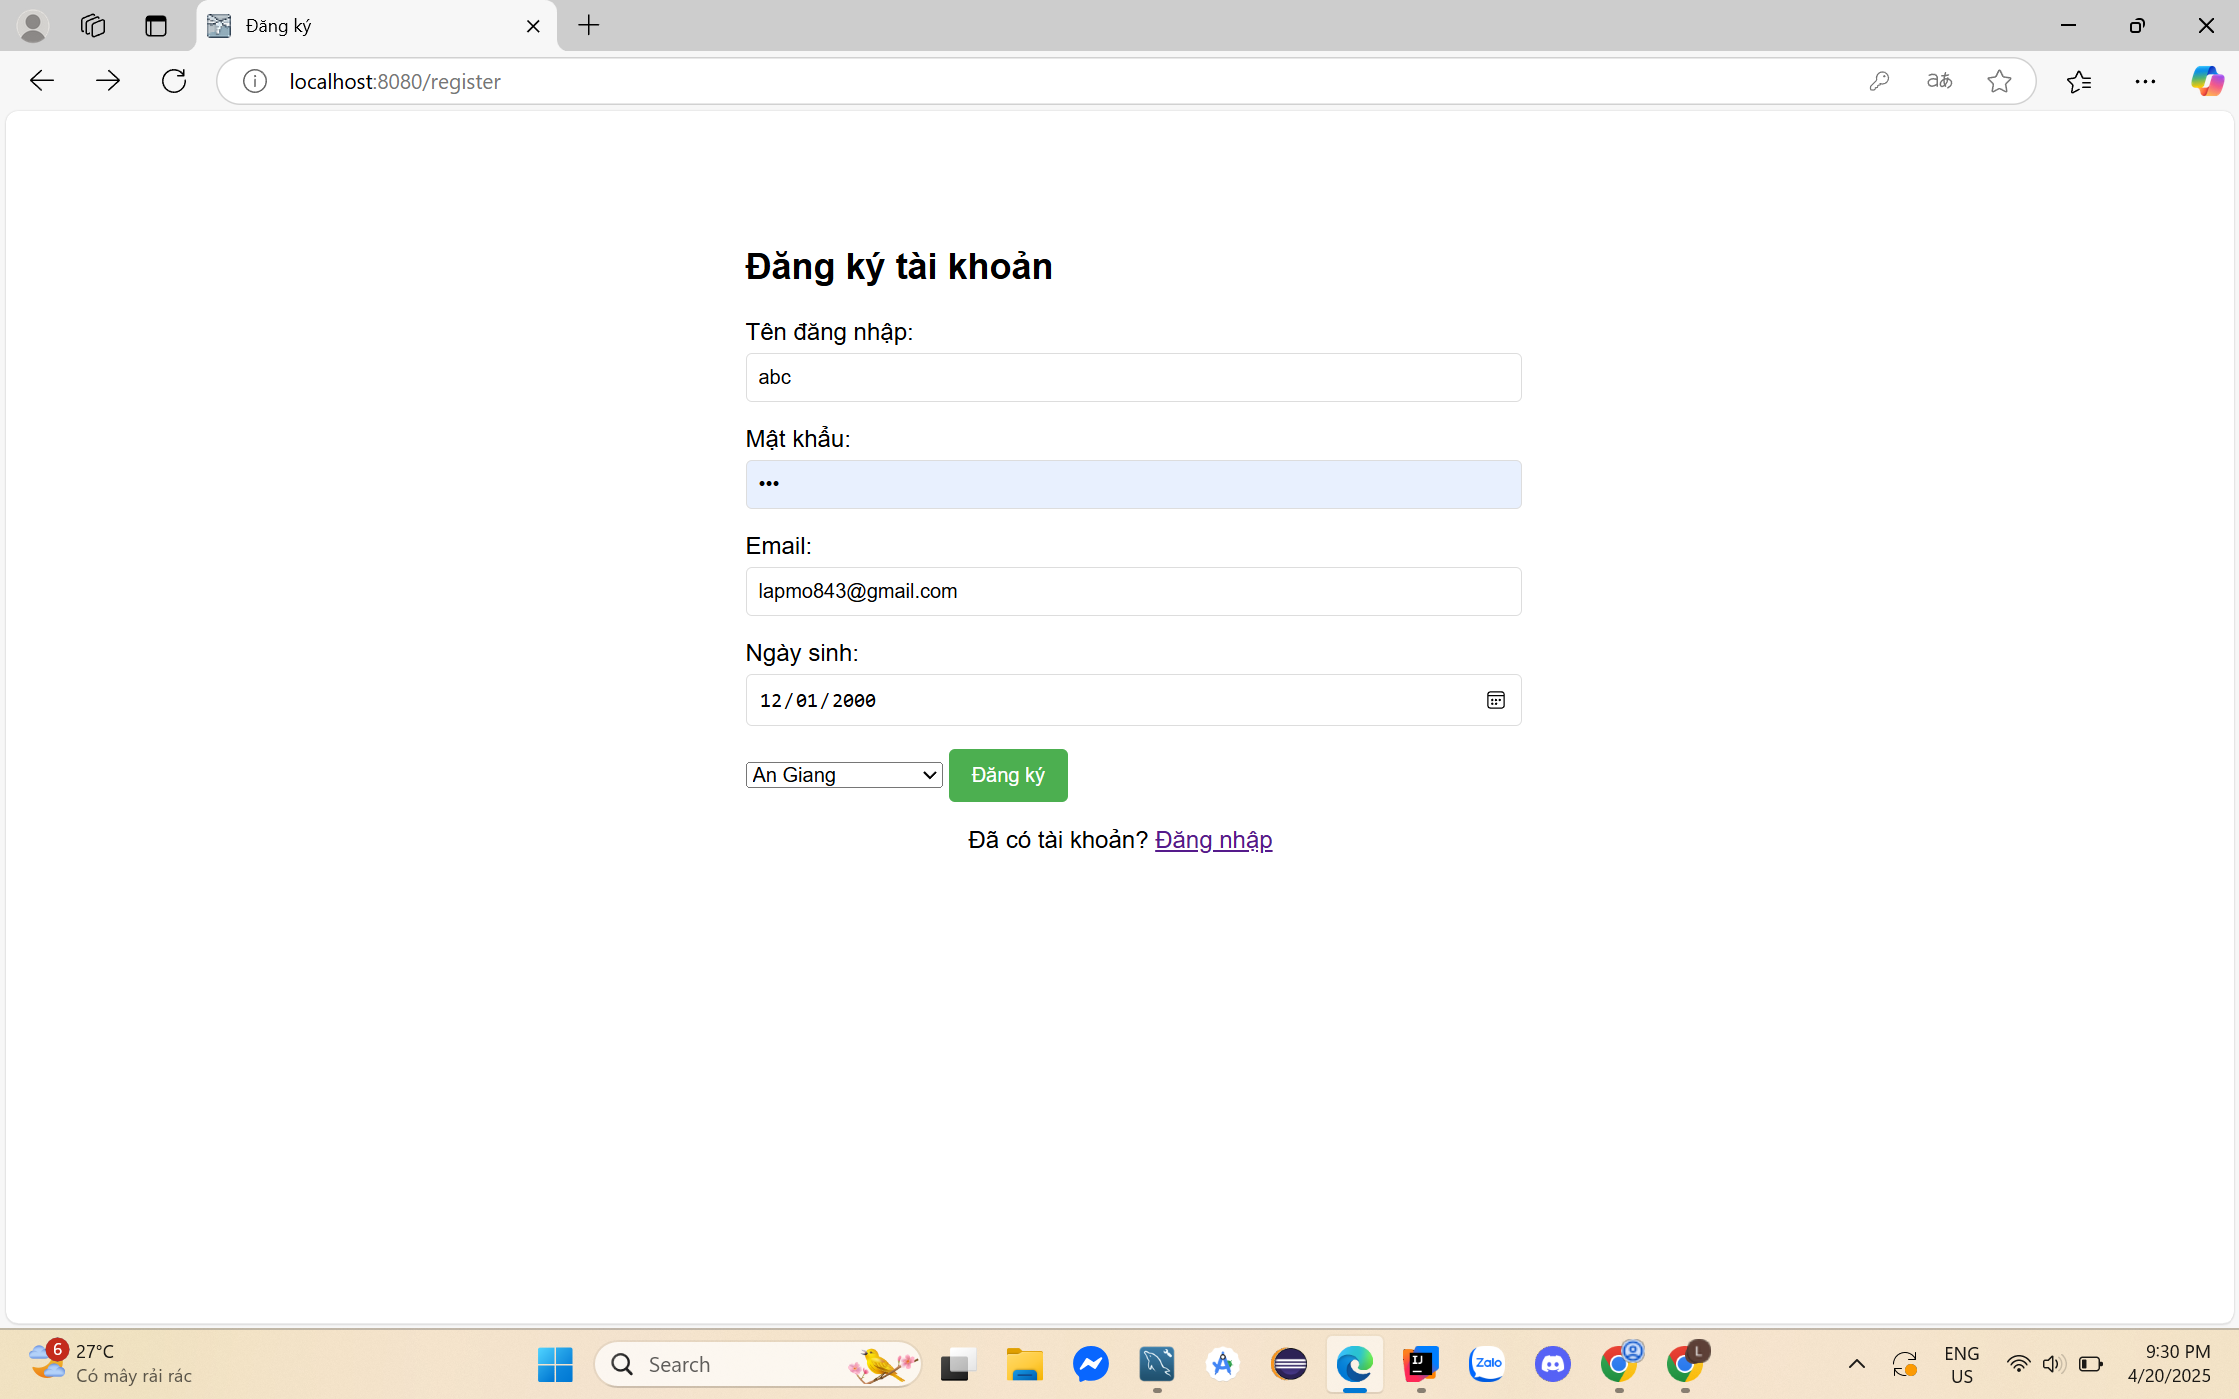 Đăng ký
localhost:8080/register
Đăng ký tài khoản
Tên đăng nhập:
abc
Mật khẩu:
•••
Email:
lapmo843@gmail.com
Ngày sinh:
12/01/2000
An Giang
Đăng ký
Đã có tài khoản? Đăng nhập
6
27°C
Có mây rải rác
Search
Zalo
L
ENG
US
9:30 PM
4/20/2025